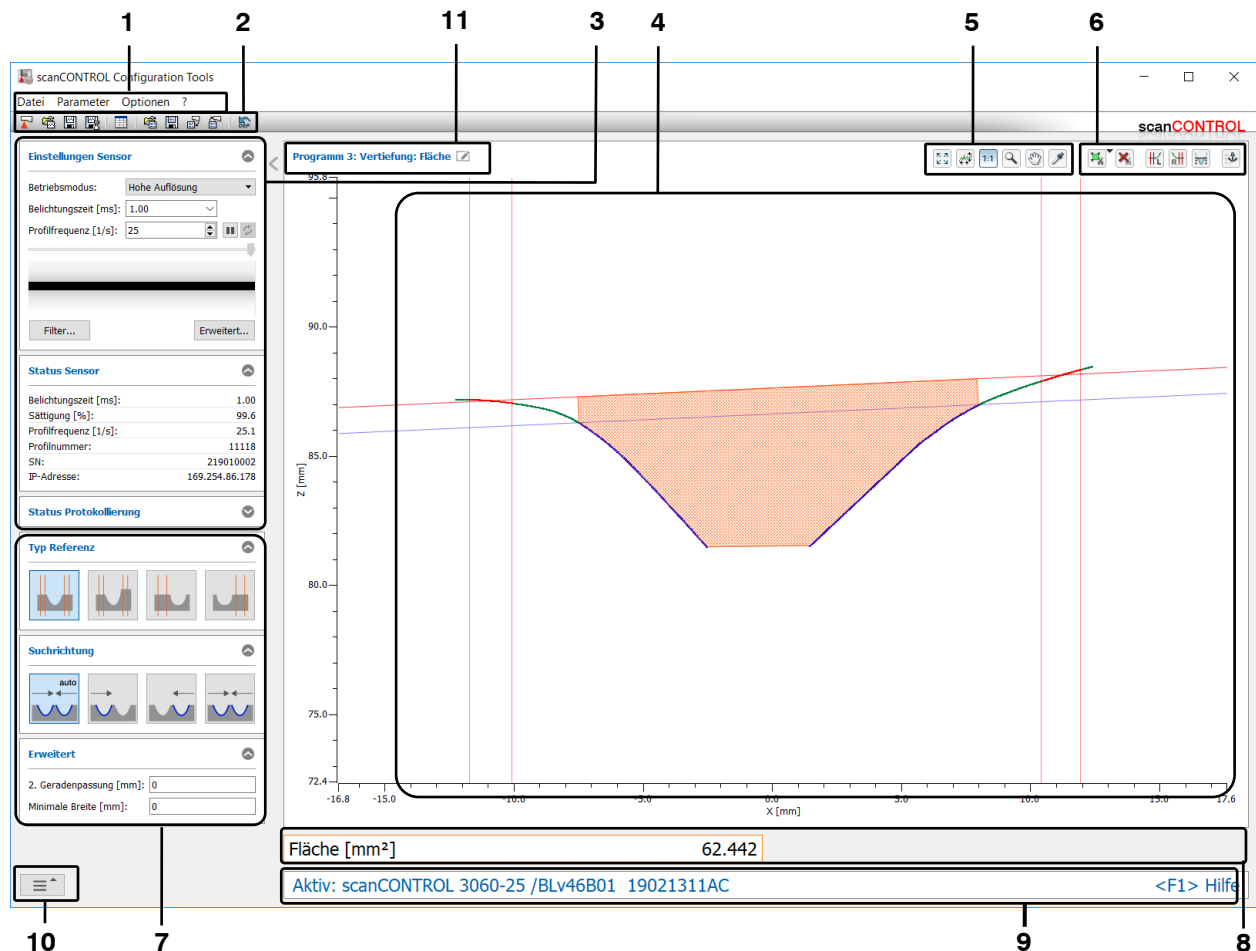 1 2 11 3 4 5 6
scanCONTROL Configuration Tools
Datei Parameter Optionen ?
scanCONTROL
Einstellungen Sensor
Betriebsmodus: Hohe Auflösung
Belichtungszeit [ms]: 1.00
Profilfrequenz [1/s]: 25
Filter... Erweitert...
Status Sensor
Belichtungszeit [ms]: 1.00
Sättigung [%]: 99.6
Profilfrequenz [1/s]: 25.1
Profilnummer: 11118
SN: 219010002
IP-Adresse: 169.254.86.178
Status Protokollierung
Typ Referenz
Suchrichtung
auto
Erweitert
2. Geradenpassung [mm]: 0
Minimale Breite [mm]: 0
Programm 3: Vertiefung: Fläche
1:1
L
R
95.8
90.0
85.0
80.0
75.0
72.4
Z [mm]
-16.8 -15.0 -10.0 -5.0 0.0 5.0 10.0 15.0 17.6
X [mm]
Fläche [mm²] 62.442
Aktiv: scanCONTROL 3060-25 /BLv46B01 19021311AC <F1> Hilfe
10 7 9 8